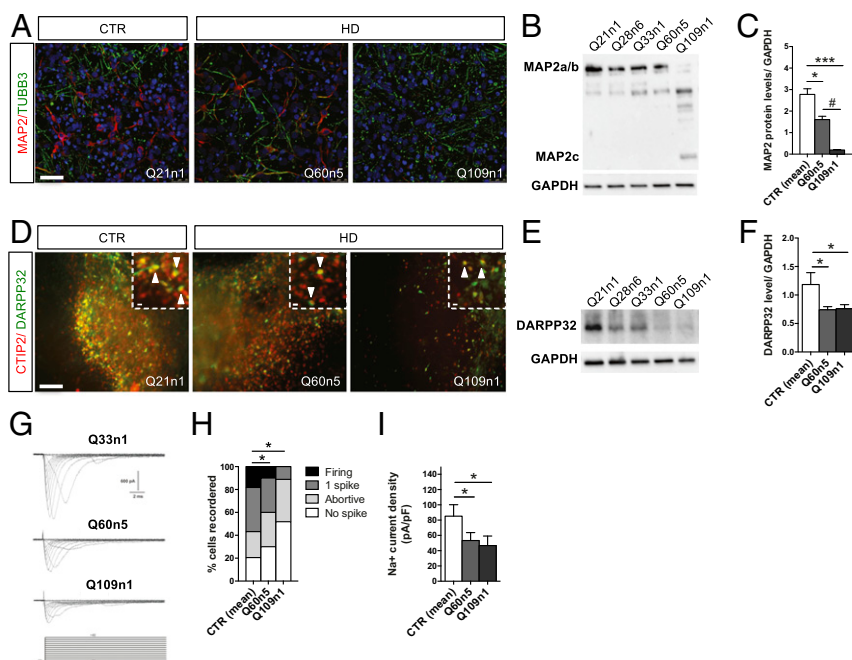 A
CTR
HD
MAP2/TUBB3
Q21n1
Q60n5
Q109n1
B
Q21n1
Q28n6
Q33n1
Q60n5
Q109n1
MAP2a/b
MAP2c
GAPDH
C
MAP2 protein levels/ GAPDH
5
4
3
2
1
0
***
*
#
CTR (mean)
Q60n5
Q109n1
D
CTR
HD
CTIP2/ DARPP32
Q21n1
Q60n5
Q109n1
E
Q21n1
Q28n6
Q33n1
Q60n5
Q109n1
DARPP32
GAPDH
F
DARPP32 level/ GAPDH
2.0
1.5
1.0
0.5
0.0
*
*
CTR (mean)
Q60n5
Q109n1
G
Q33n1
2 ms
Q60n5
Q109n1
H
% cells recordered
100
80
60
40
20
0
*
*
Firing
1 spike
Abortive
No spike
CTR (mean)
Q60n5
Q109n1
I
Na+ current density
(pA/pF)
140
120
100
80
60
40
20
0
*
*
CTR (mean)
Q60n5
Q109n1